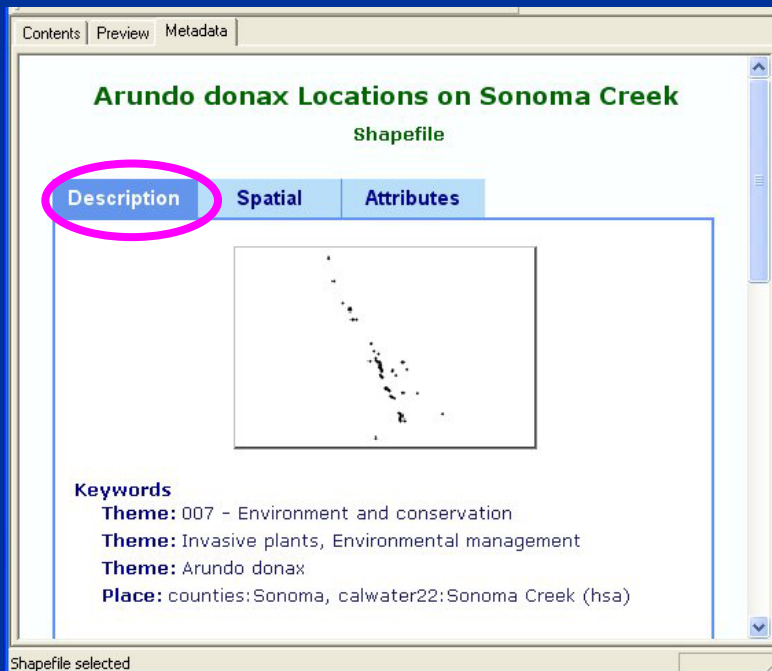 Contents Preview Metadata
Arundo donax Locations on Sonoma Creek
Shapefile
Description Spatial Attributes
Keywords
Theme: 007 - Environment and conservation
Theme: Invasive plants, Environmental management
Theme: Arundo donax
Place: counties:Sonoma, calwater22:Sonoma Creek (hsa)
Shapefile selected